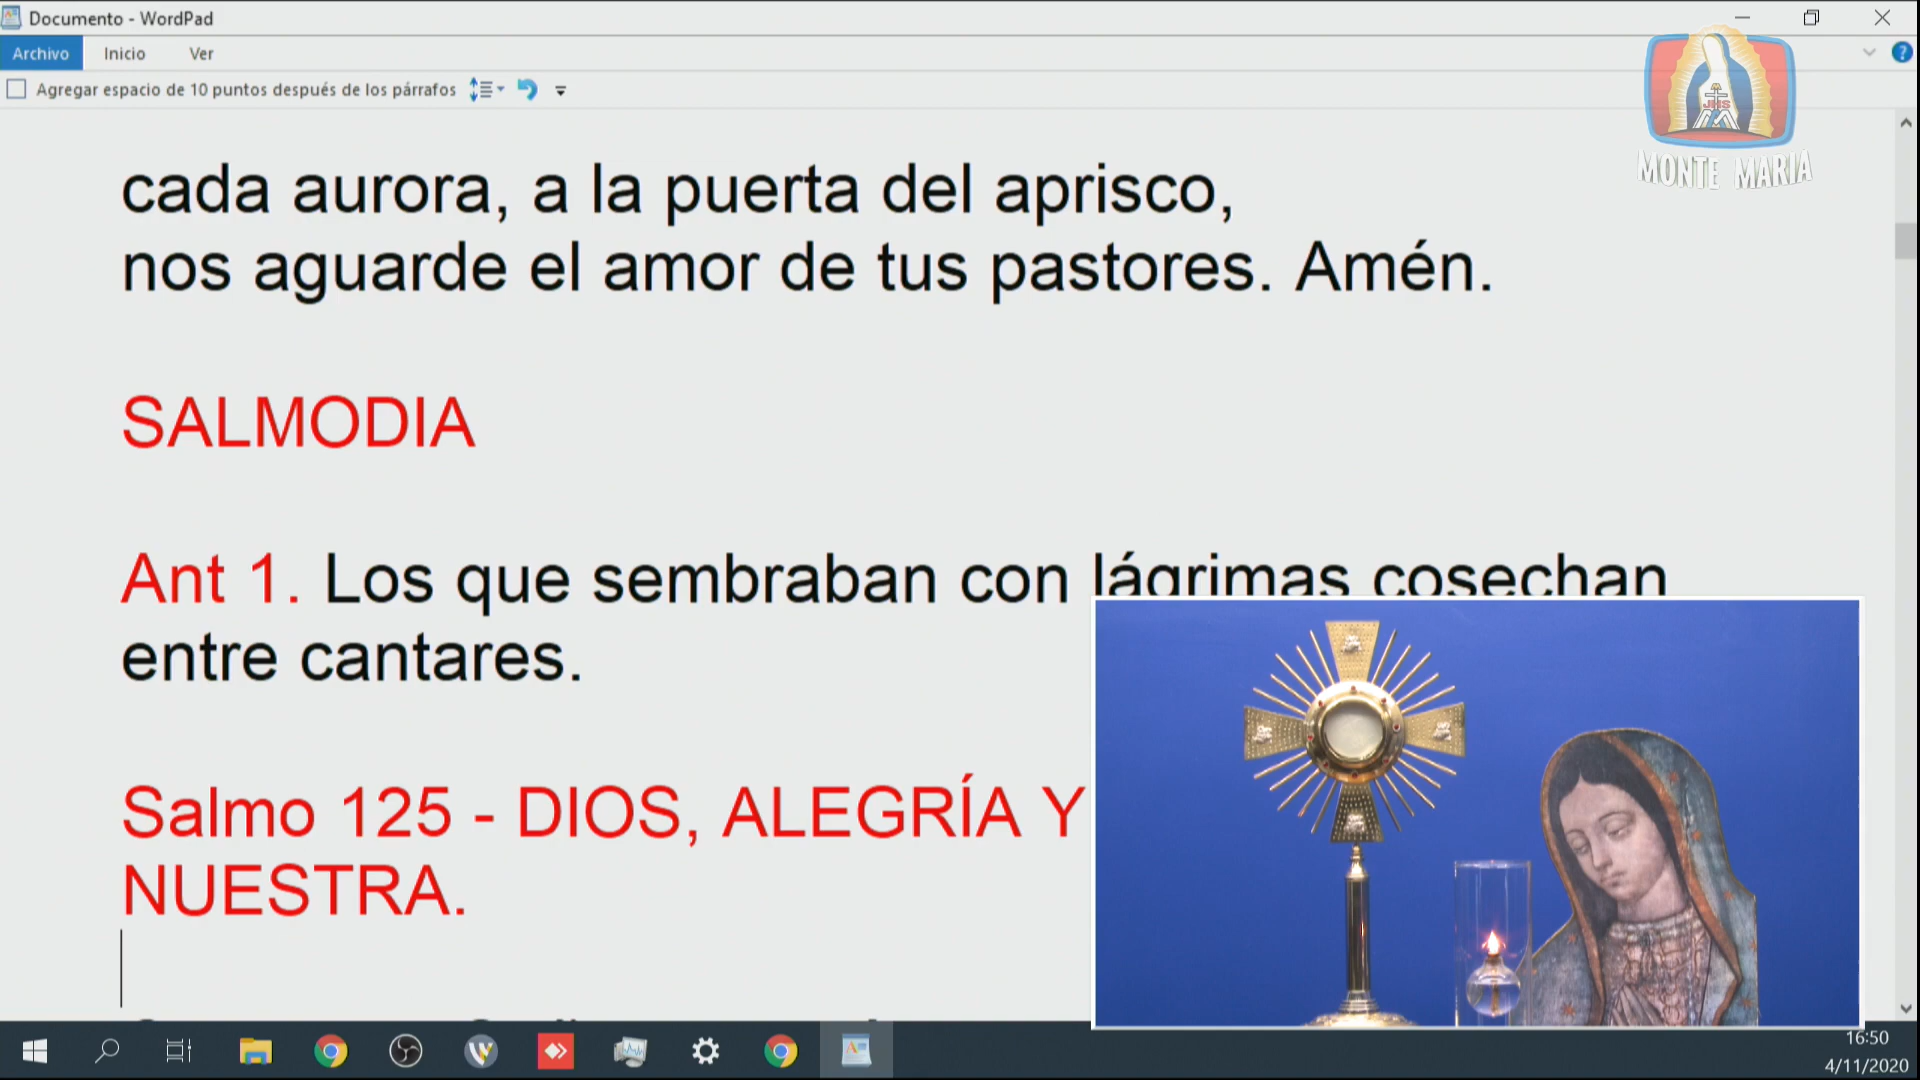 Documento - WordPad
Archivo Inicio Ver
Agregar espacio de 10 puntos después de los párrafos
JHS
MONTE MARIA
cada aurora, a la puerta del aprisco,
nos aguarde el amor de tus pastores. Amén.
SALMODIA
Ant 1. Los que sembraban con lágrimas cosechan
entre cantares.
Salmo 125 - DIOS, ALEGRÍA Y
NUESTRA.
16:50
4/11/2020